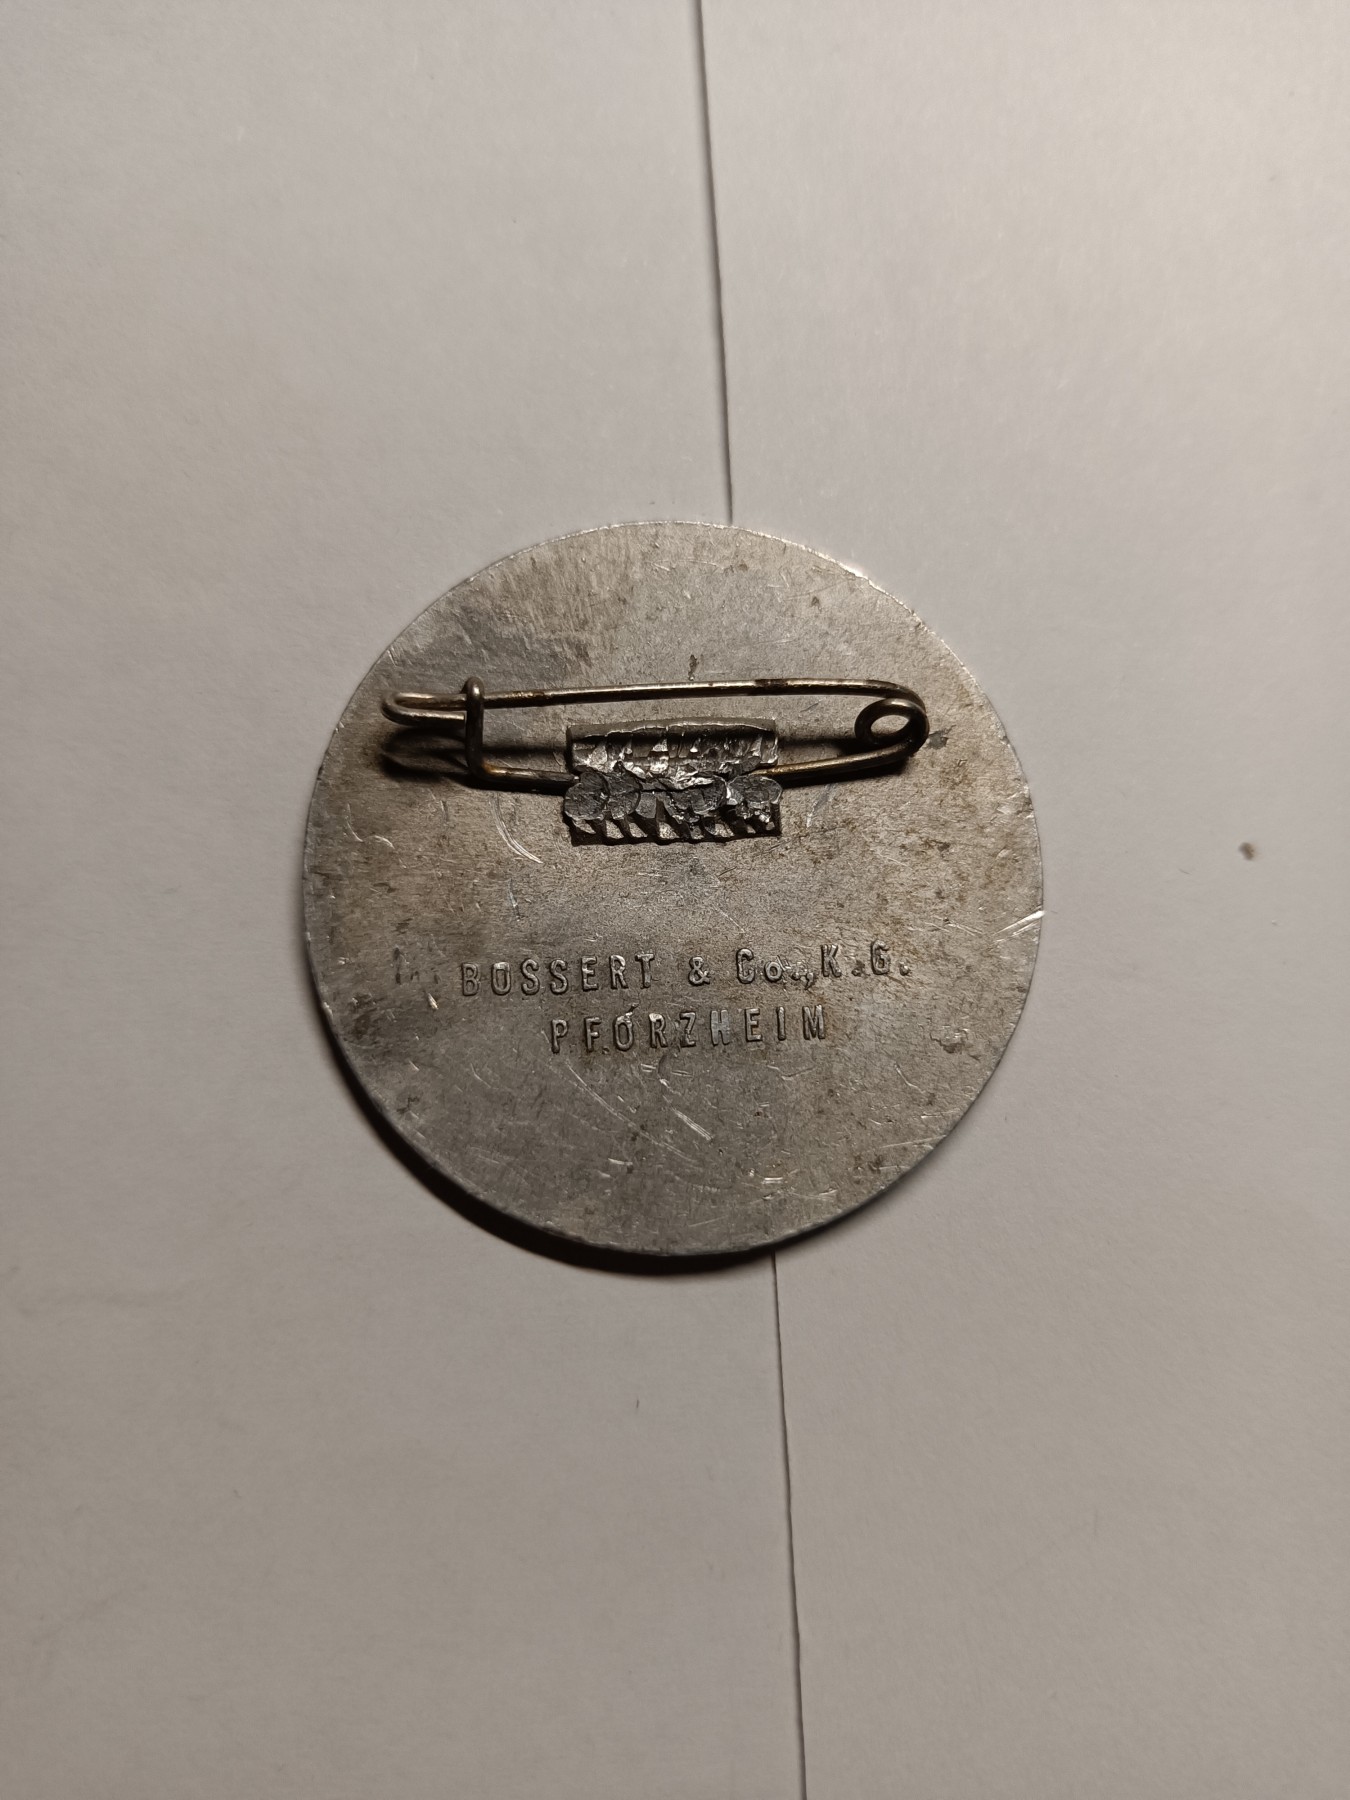 BOSSERT & Co., K.G.
PFORZHEIM